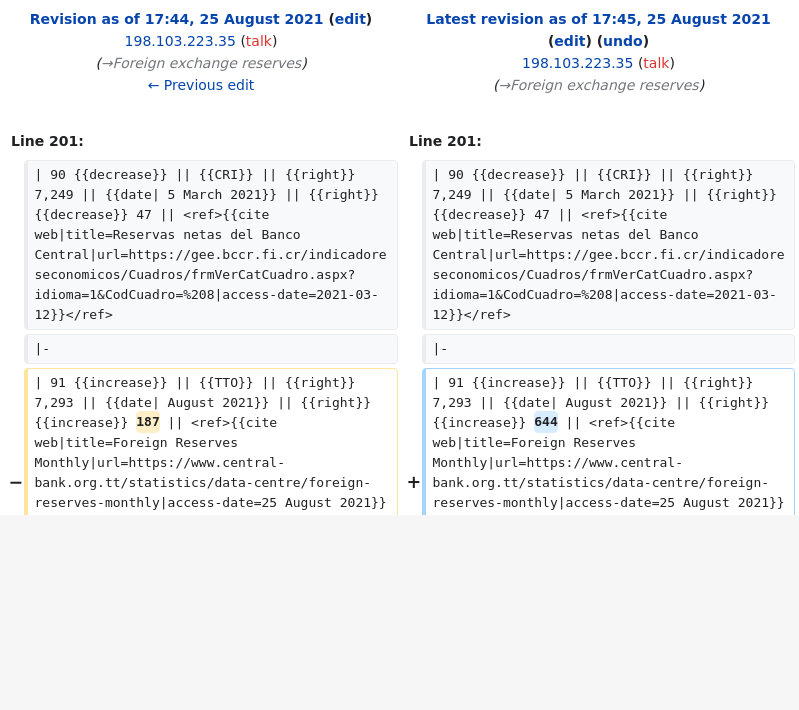 Revision as of 17:44, 25 August 2021 (edit)
198.103.223.35 (talk)
(→Foreign exchange reserves)
← Previous edit
Latest revision as of 17:45, 25 August 2021
(edit) (undo)
198.103.223.35 (talk)
(→Foreign exchange reserves)
Line 201:
| 90 {{decrease}} || {{CRI}} || {{right}}
7,249 || {{date| 5 March 2021}} || {{right}}
{{decrease}} 47 || <ref>{{cite
web|title=Reservas netas del Banco
Central|url=https://gee.bccr.fi.cr/indicadore
seconomicos/Cuadros/frmVerCatCuadro.aspx?
idioma=1&CodCuadro=%208|access-date=2021-03-
12}}</ref>
|-
| 91 {{increase}} || {{TTO}} || {{right}}
7,293 || {{date| August 2021}} || {{right}}
{{increase}} 187 || <ref>{{cite
web|title=Foreign Reserves
Monthly|url=https://www.central-
− bank.org.tt/statistics/data-centre/foreign-
reserves-monthly|access-date=25 August 2021}}
Line 201:
| 90 {{decrease}} || {{CRI}} || {{right}}
7,249 || {{date| 5 March 2021}} || {{right}}
{{decrease}} 47 || <ref>{{cite
web|title=Reservas netas del Banco
Central|url=https://gee.bccr.fi.cr/indicadore
seconomicos/Cuadros/frmVerCatCuadro.aspx?
idioma=1&CodCuadro=%208|access-date=2021-03-
12}}</ref>
|-
| 91 {{increase}} || {{TTO}} || {{right}}
7,293 || {{date| August 2021}} || {{right}}
{{increase}} 644 || <ref>{{cite
web|title=Foreign Reserves
Monthly|url=https://www.central-
+ bank.org.tt/statistics/data-centre/foreign-
reserves-monthly|access-date=25 August 2021}}